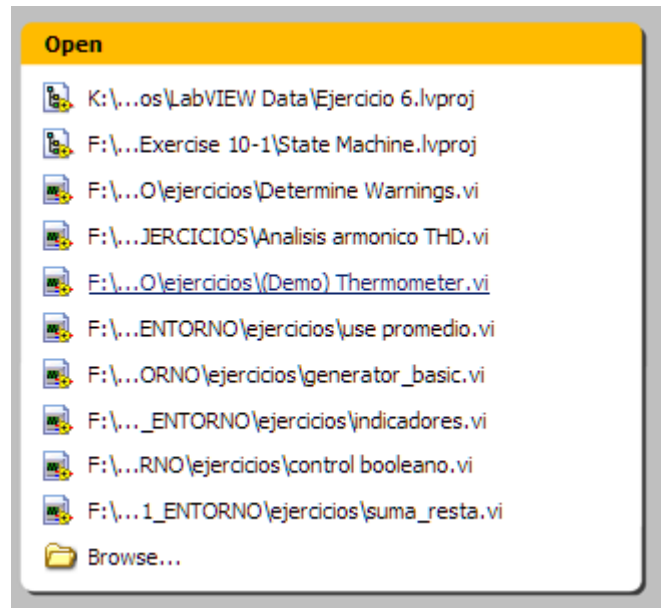 Open
K:\...os\LabVIEW Data\Ejercicio 6.lvproj
F:\...Exercise 10-1\State Machine.lvproj
F:\...O\ejercicios\Determine Warnings.vi
F:\...JERCICIOS\Analisis armonico THD.vi
F:\...O\ejercicios\(Demo) Thermometer.vi
F:\...ENTORNO\ejercicios\use promedio.vi
F:\...ORNO\ejercicios\generator_basic.vi
F:\..._ENTORNO\ejercicios\indicadores.vi
F:\...RNO\ejercicios\control booleano.vi
F:\...1_ENTORNO\ejercicios\suma_resta.vi
Browse...